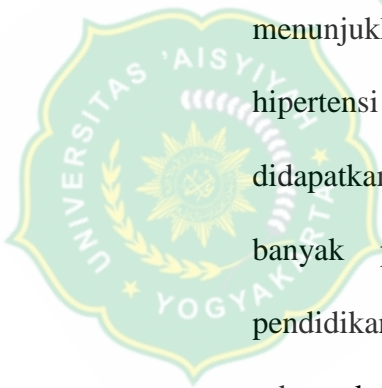 menunjuk
hipertensi
didapatkan
banyak
pendidikan
UNIVERSITAS 'AISYIYAH
YOGYAKARTA